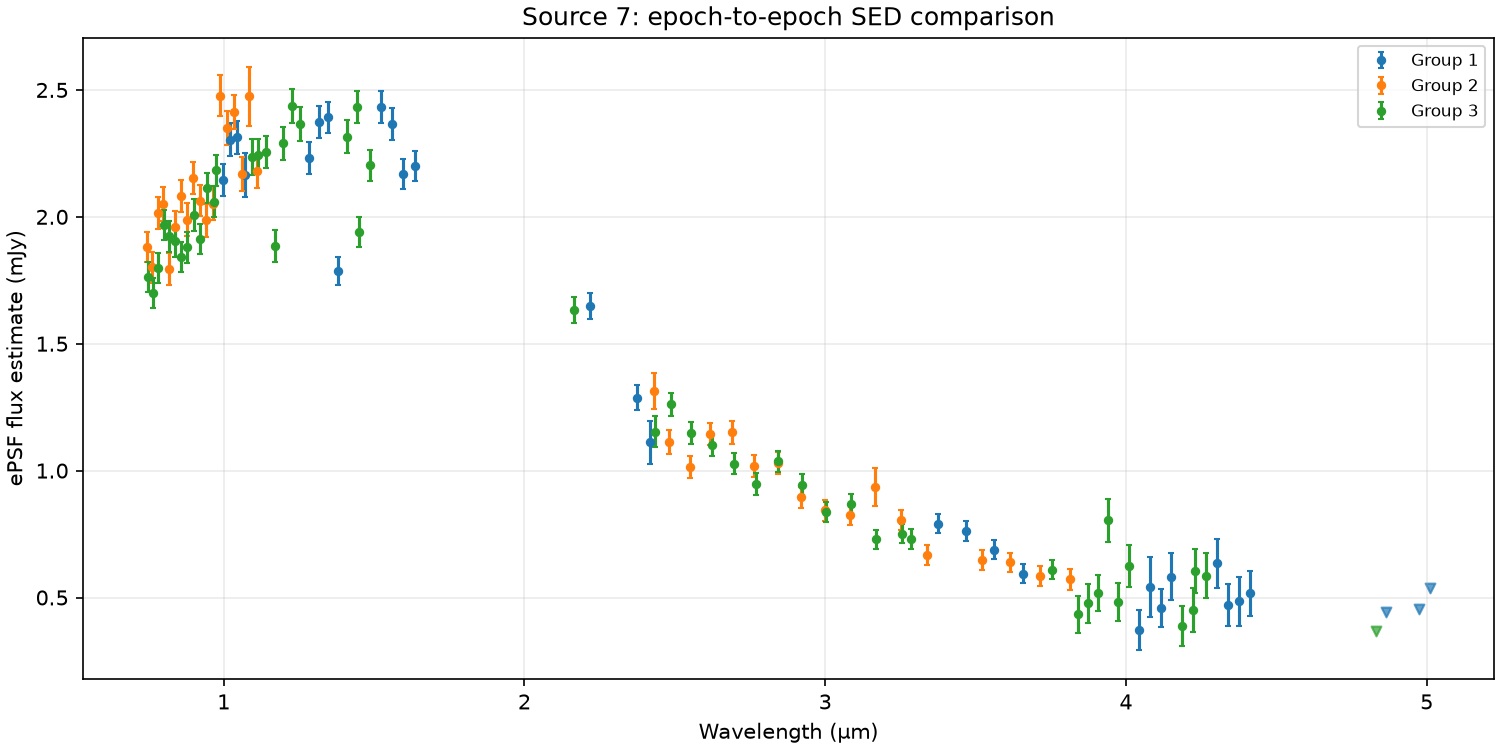 Source 7: epoch-to-epoch SED comparison
Group 1
Group 2
Group 3
ePSF flux estimate (mJy)
2.5
2.0
1.5
1.0
0.5
1 2 3 4 5
Wavelength (μm)